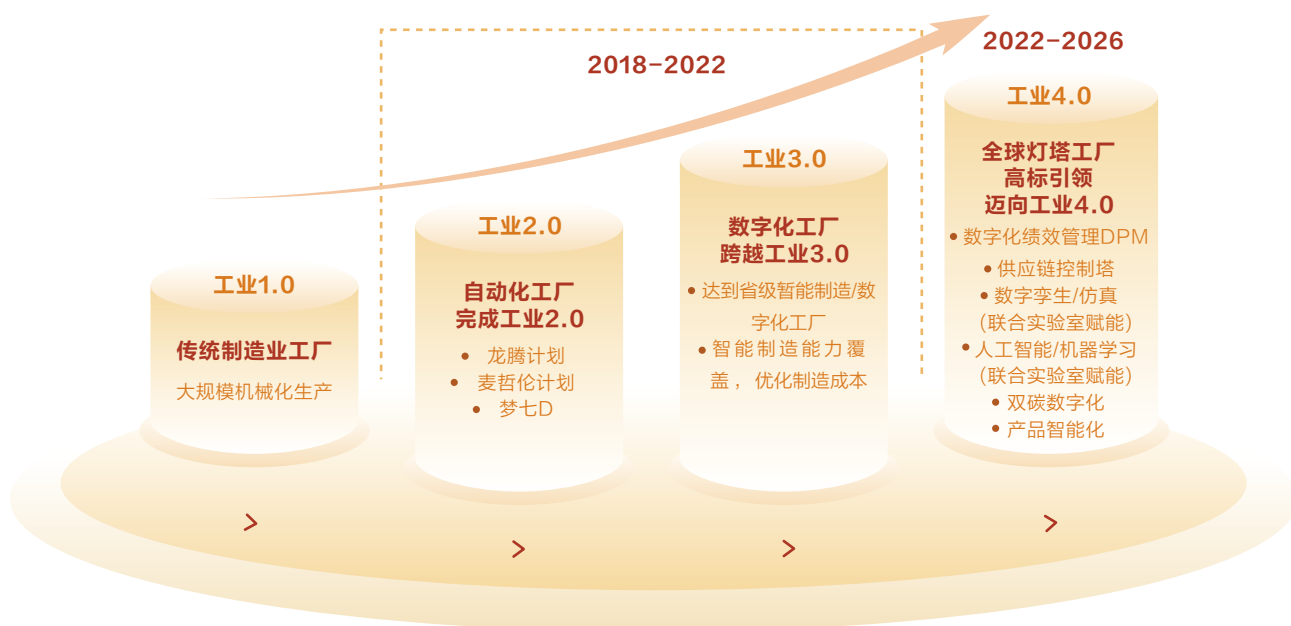 2018-2022
2022-2026
工业1.0
传统制造业工厂
大规模机械化生产
工业2.0
自动化工厂
完成工业2.0
• 龙腾计划
• 麦哲伦计划
• 梦七D
工业3.0
数字化工厂
跨越工业3.0
• 达到省级暂能制造/数
字化工厂
• 智能制造能力覆
盖，优化制造成本
工业4.0
全球灯塔工厂
高标引领
迈向工业4.0
• 数字化绩效管理DPM
• 供应链控制塔
• 数字孪生/仿真
(联合实验室赋能)
• 人工智能/机器学习
(联合实验室赋能)
• 双碳数字化
• 产品智能化